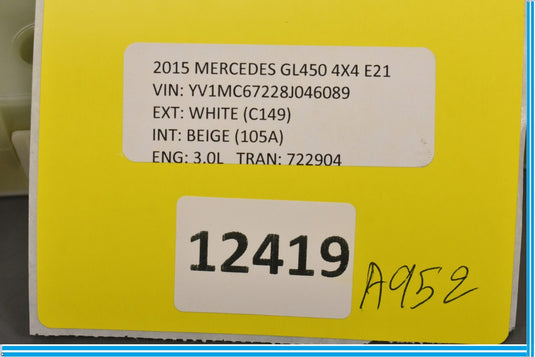 2015 MERCEDES GL450 4X4 E21
VIN: YV1MC67228J046089
EXT: WHITE (C149)
INT: BEIGE (105A)
ENG: 3.0L TRAN: 722904
12419
A952